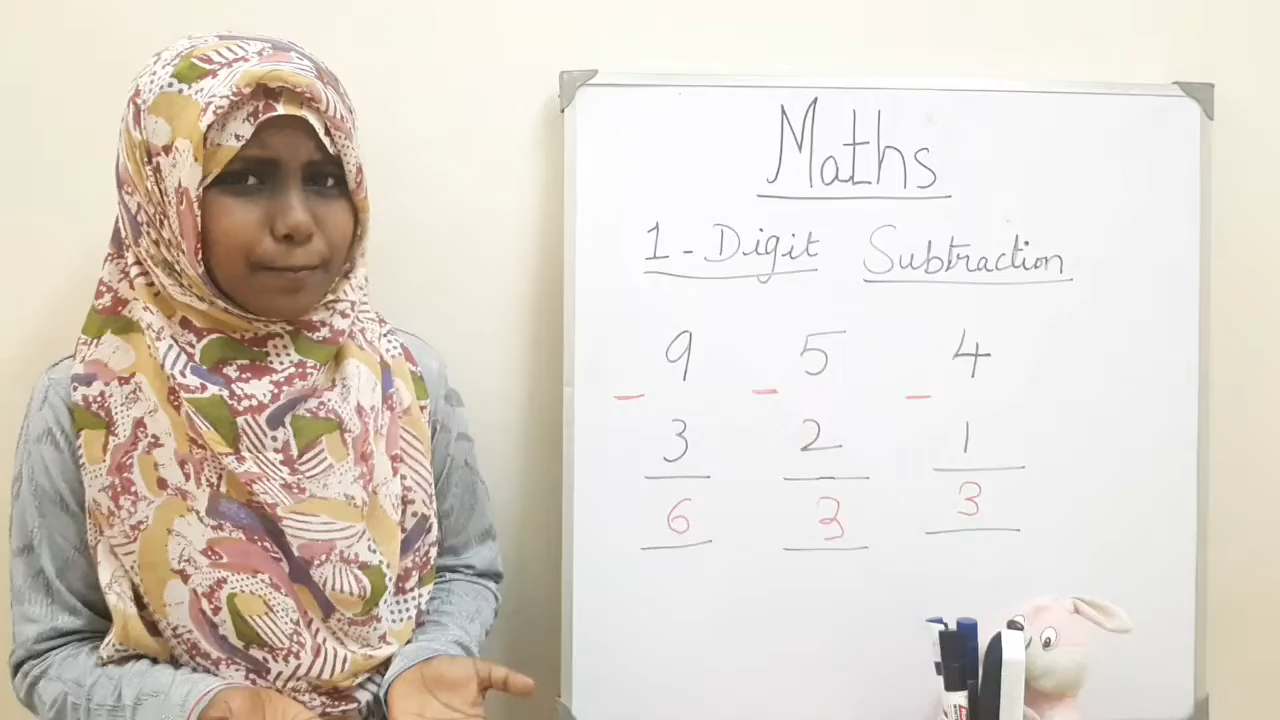 Maths
1 - Digit Subtraction
9 5 4
- - -
3 2 1
6 3 3